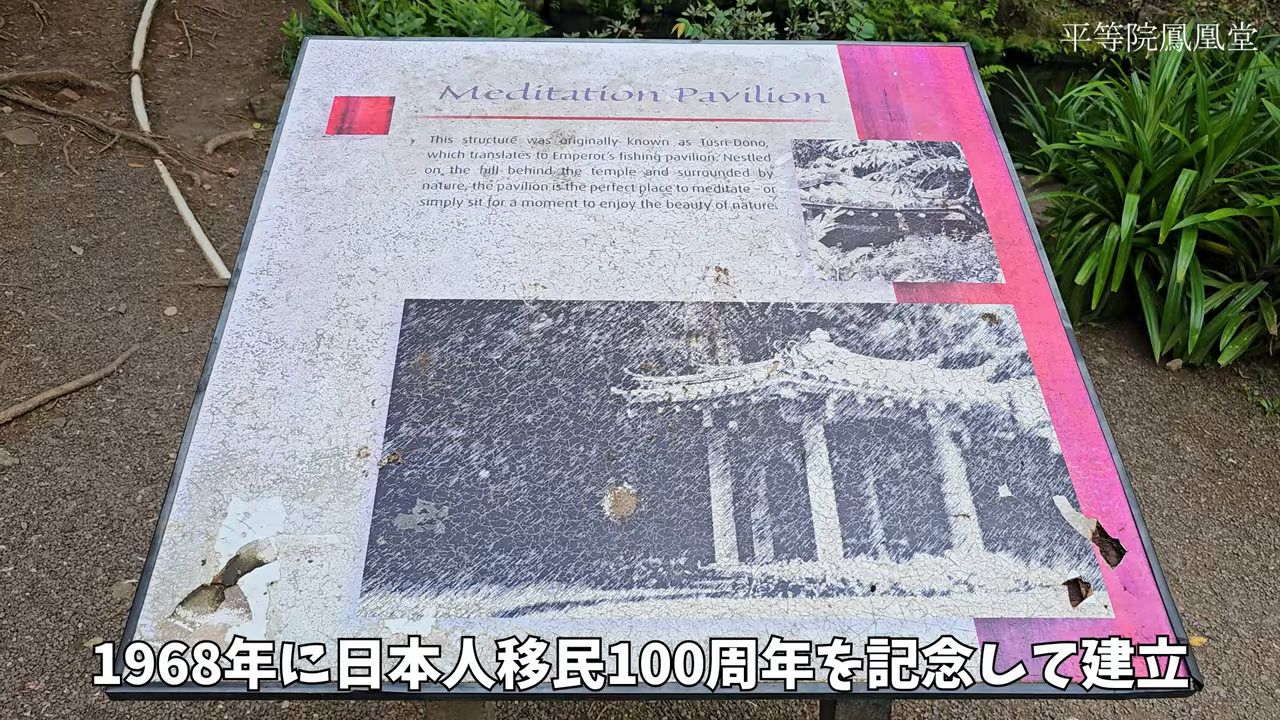 平等院鳳凰堂
Meditation Pavilion
This structure was originally known as Tusri-Dono,
which translates to Emperor's fishing pavilion. Nestled
on the hill behind the temple and surrounded by
nature, the pavilion is the perfect place to meditate – or
simply sit for a moment to enjoy the beauty of nature.
1968年に日本人移民100周年を記念して建立